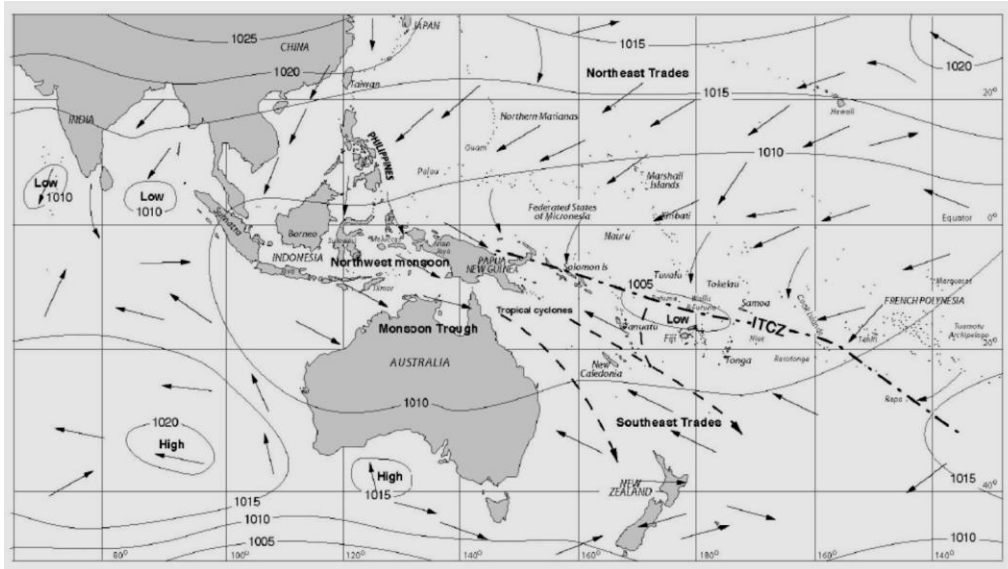 JAPAN
1025
CHINA
1015
1020
1020
Northeast Trades
Taiwan
1015
20°
INDIA
Hawaii
Northern Marianas
PHILIPPINES
Guam
1010
Palau
Marshall
Islands
Low
1010
Low
1010
Federated States
of Micronesia
Kiribati
Equator
0°
Sumatra
Borneo
Nauru
INDONESIA
Northwest monsoon
PAPUA
NEW GUINEA
Solomon Is
Tuvalu
Tokelau
Marquesas
Timor
1005
Wallis
Samoa
Cook Islands
FRENCH POLYNESIA
Tropical cyclones
Low
ITCZ
Monsoon Trough
Vanuatu
Fiji
Niue
Tahiti
Tuamotu
Archipelago
20°
AUSTRALIA
New
Caledonia
Tonga
Rarotonga
1010
Rapa
1020
Southeast Trades
High
High
1015
1015
1015
NEW
ZEALAND
40°
1010
1005
1010
80°
100°
120°
140°
160°
180°
160°
140°